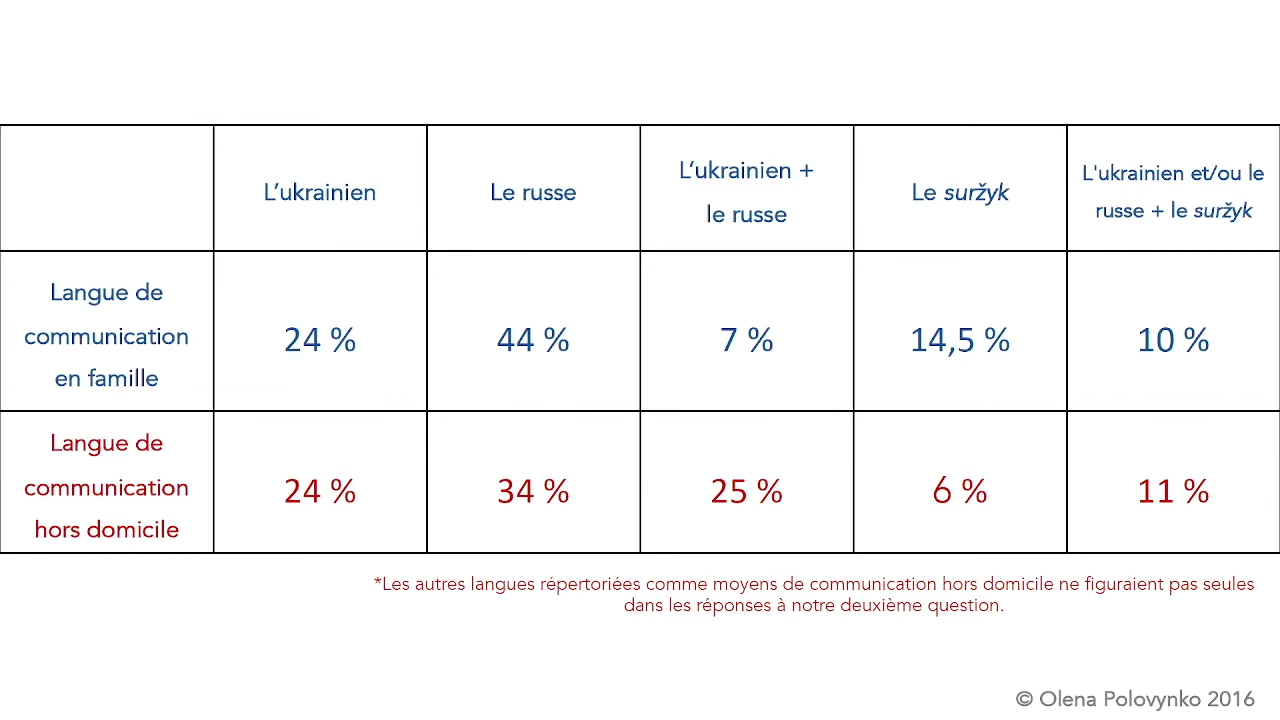 L’ukrainien
Le russe
L’ukrainien +
le russe
Le suržyk
L'ukrainien et/ou le
russe + le suržyk
Langue de
communication
en famille
24 %
44 %
7 %
14,5 %
10 %
Langue de
communication
hors domicile
24 %
34 %
25 %
6 %
11 %
*Les autres langues répertoriées comme moyens de communication hors domicile ne figuraient pas seules
dans les réponses à notre deuxième question.
© Olena Polovynko 2016